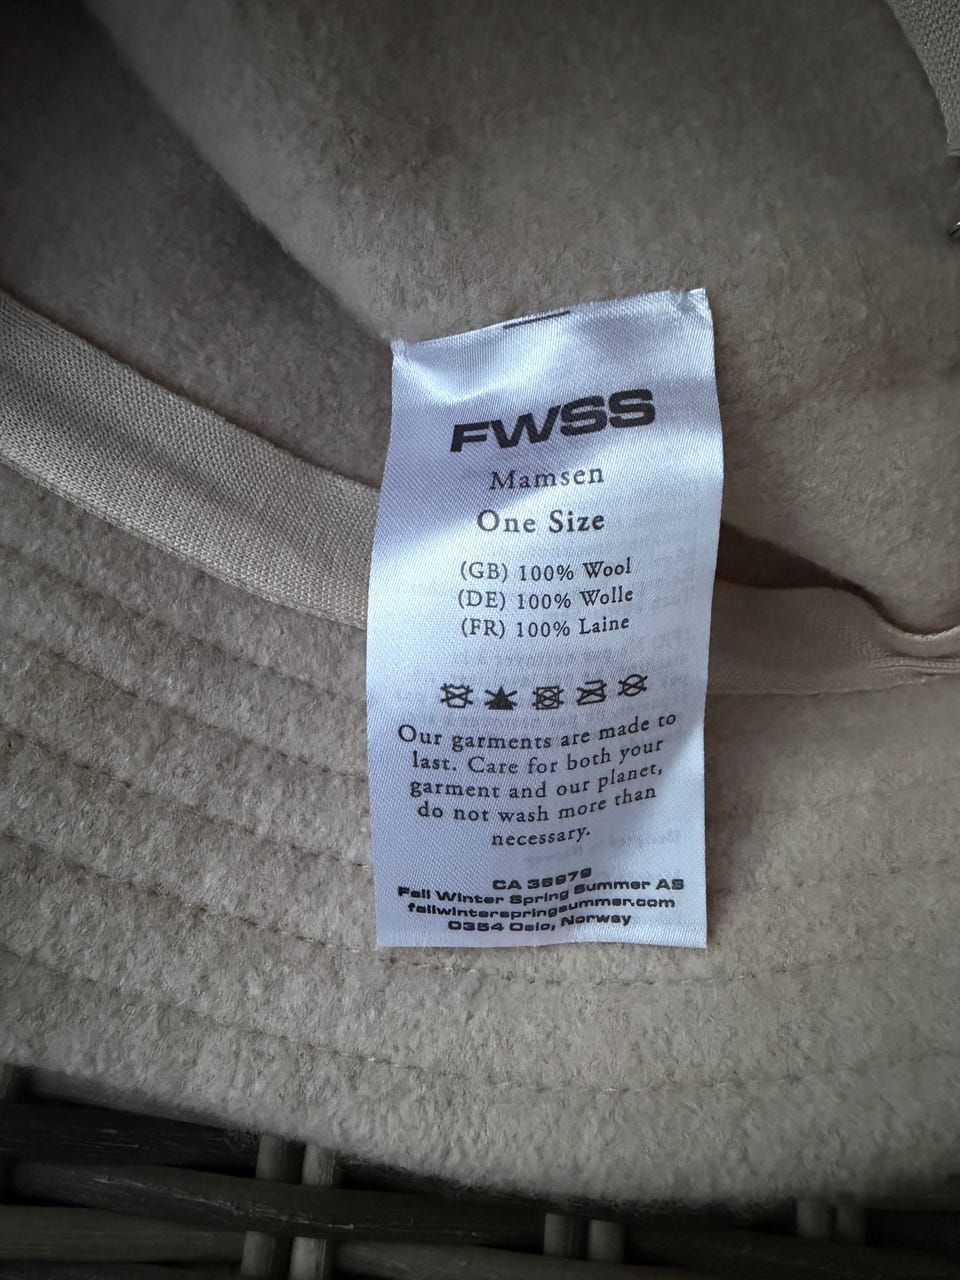 FWSS
Mamsen
One Size
(GB) 100% Wool
(DE) 100% Wolle
(FR) 100% Laine
Our garments are made to
last. Care for both your
garment and our planet,
do not wash more than
necessary.
CA 36979
Fall Winter Spring Summer AS
fallwinterspringsummer.com
0354 Oslo, Norway